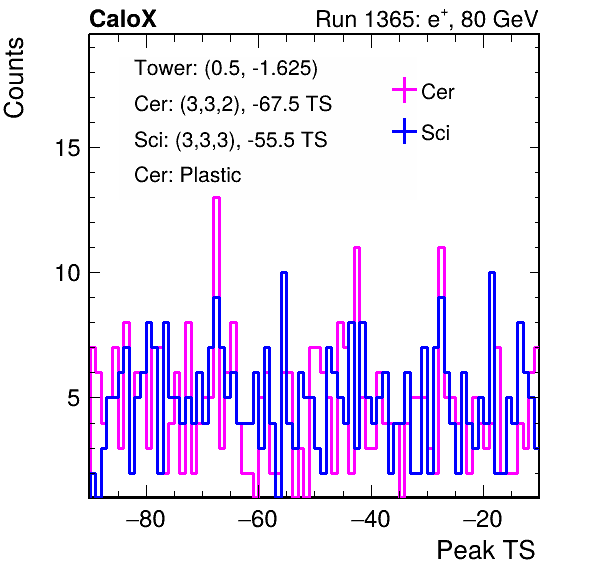 CaloX Run 1365: e+, 80 GeV
Counts
Tower: (0.5, -1.625)
Cer: (3,3,2), -67.5 TS
Sci: (3,3,3), -55.5 TS
Cer: Plastic
Cer
Sci
15
10
5
−80 −60 −40 −20
Peak TS